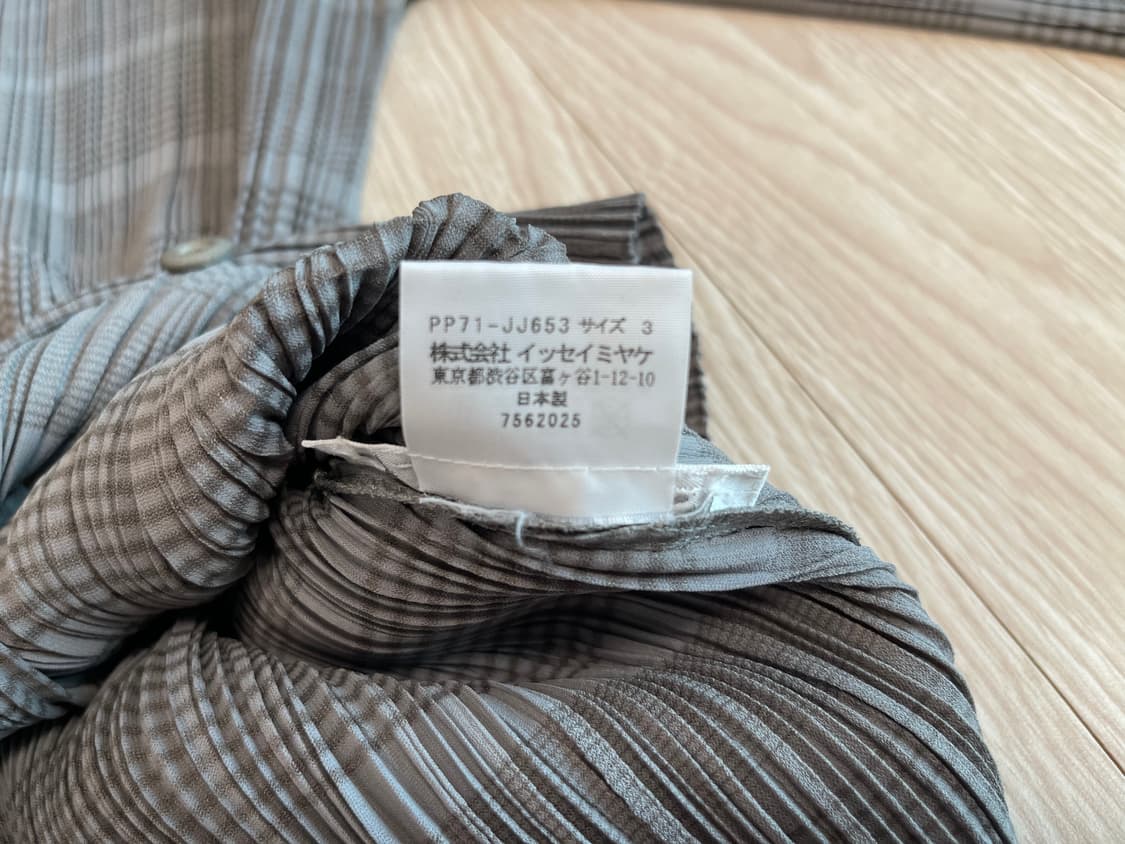 PP71-JJ653 サイズ 3
株式会社 イッセイミヤケ
東京都渋谷区富ヶ谷1-12-10
日本製
7562025